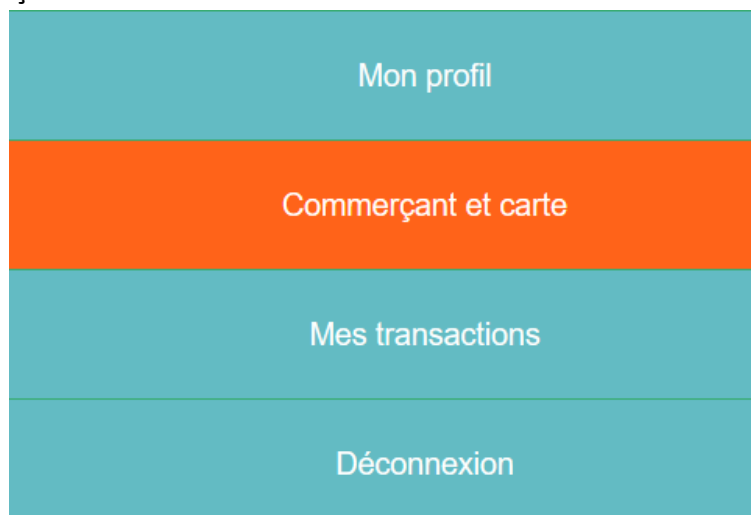 Mon profil
Commerçant et carte
Mes transactions
Déconnexion